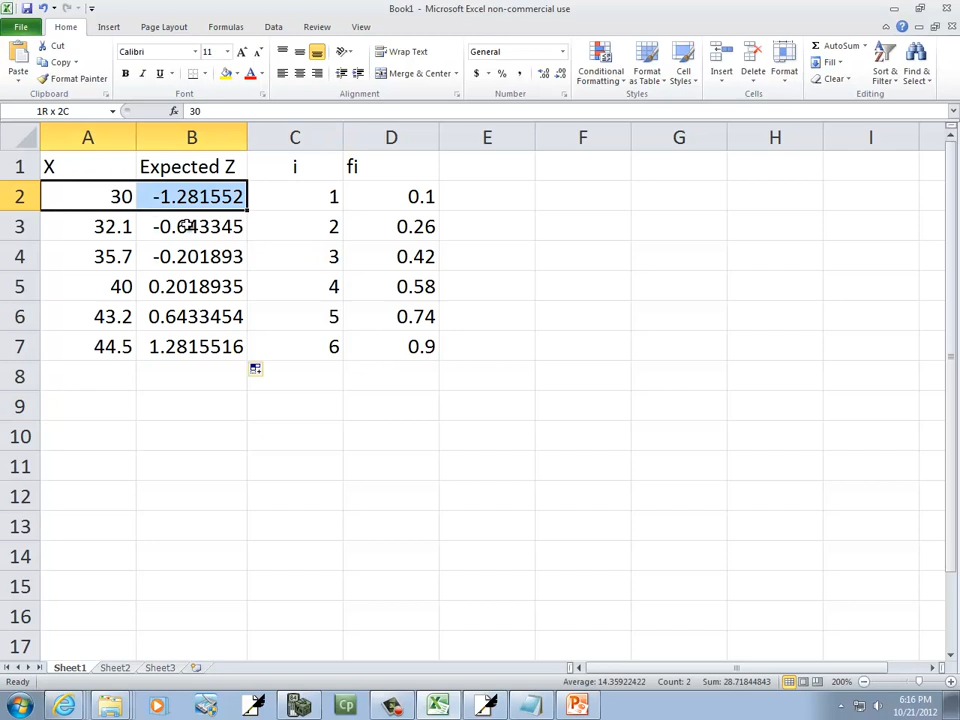 Book1 - Microsoft Excel non-commercial use
File Home Insert Page Layout Formulas Data Review View
Paste Cut Copy Format Painter Clipboard
Calibri 11 Font
Wrap Text Merge & Center Alignment
General $ % , Number
Conditional Formatting Format as Table Cell Styles Styles
Insert Delete Format Cells
AutoSum Fill Clear Sort & Filter Find & Select Editing
1R x 2C fx 30
A B C D E F G H I
1 X Expected Z i fi
2 30 -1.281552 1 0.1
3 32.1 -0.643345 2 0.26
4 35.7 -0.201893 3 0.42
5 40 0.2018935 4 0.58
6 43.2 0.6433454 5 0.74
7 44.5 1.2815516 6 0.9
8
9
10
11
12
13
14
15
16
17
Sheet1 Sheet2 Sheet3
Ready Average: 14.35922422 Count: 2 Sum: 28.71844843 200%
Cp 6:16 PM
10/21/2012